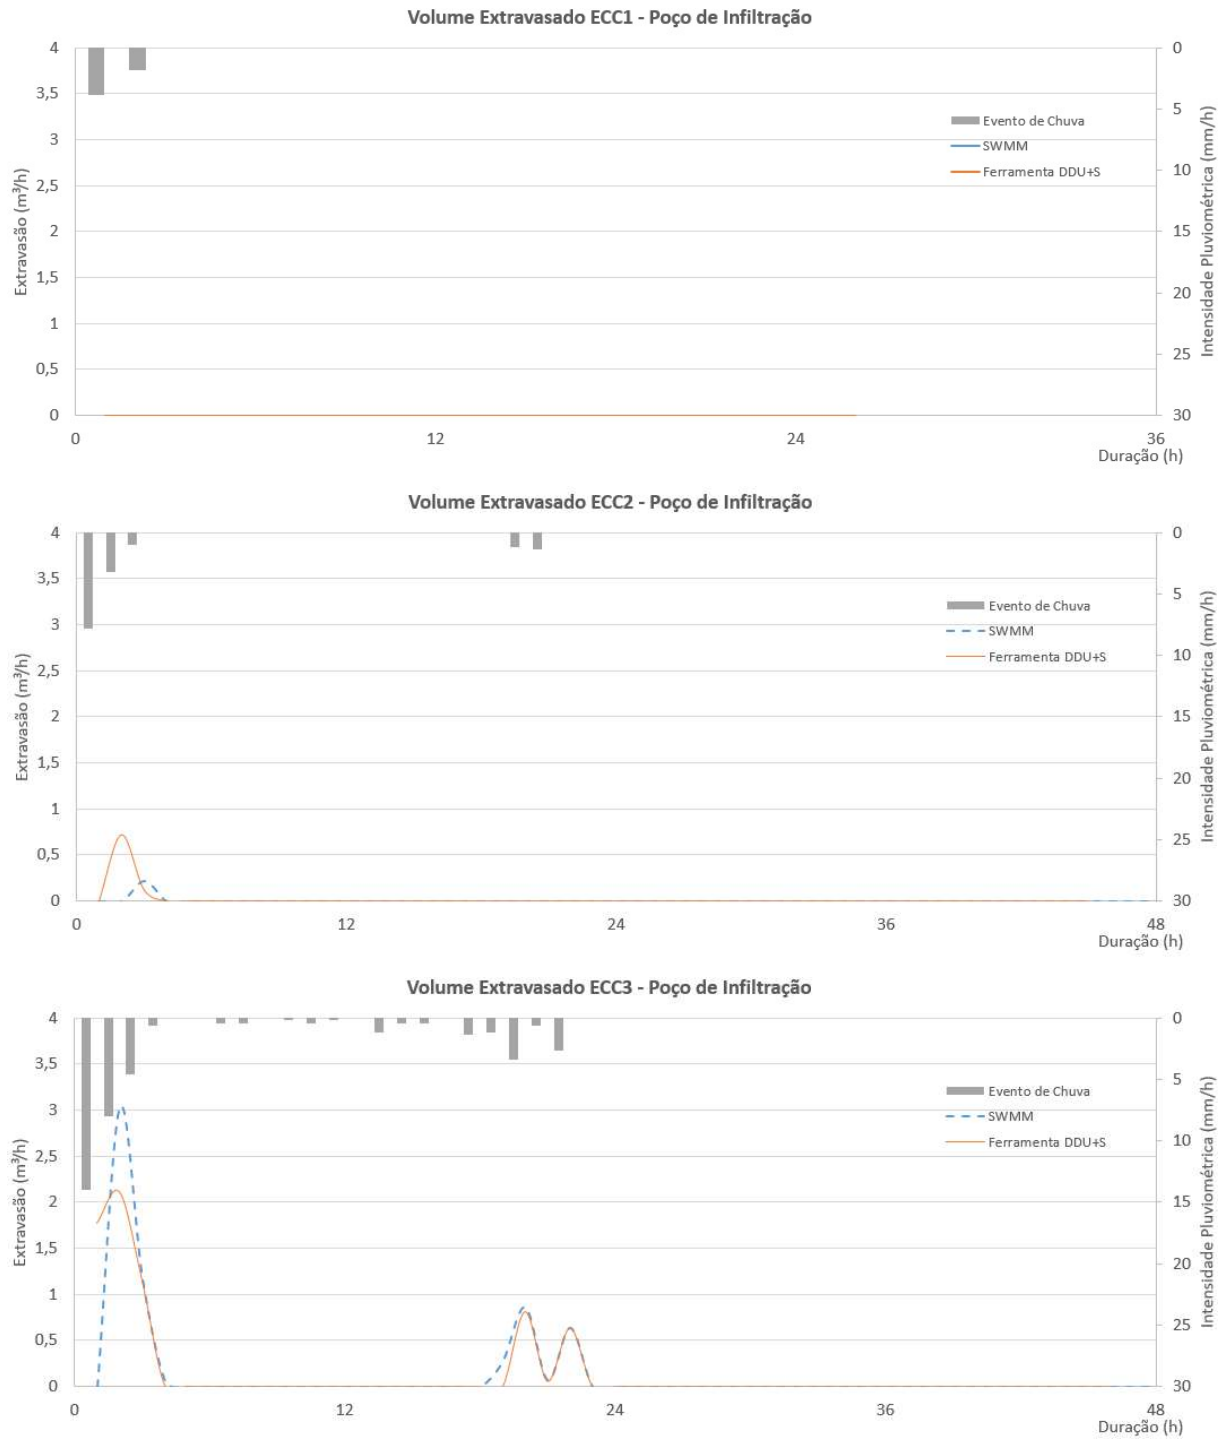 Volume Extravasado ECC1 - Poço de Infiltração
4
3,5
3
2,5
2
1,5
1
0,5
0
Extravasão (m³/h)
0
5
10
15
20
25
30
Intensidade Pluviométrica (mm/h)
Evento de Chuva
SWMM
Ferramenta DDU+S
0 12 24 36
Duração (h)
Volume Extravasado ECC2 - Poço de Infiltração
4
3,5
3
2,5
2
1,5
1
0,5
0
Extravasão (m³/h)
0
5
10
15
20
25
30
Intensidade Pluviométrica (mm/h)
Evento de Chuva
SWMM
Ferramenta DDU+S
0 12 24 36 48
Duração (h)
Volume Extravasado ECC3 - Poço de Infiltração
4
3,5
3
2,5
2
1,5
1
0,5
0
Extravasão (m³/h)
0
5
10
15
20
25
30
Intensidade Pluviométrica (mm/h)
Evento de Chuva
SWMM
Ferramenta DDU+S
0 12 24 36 48
Duração (h)